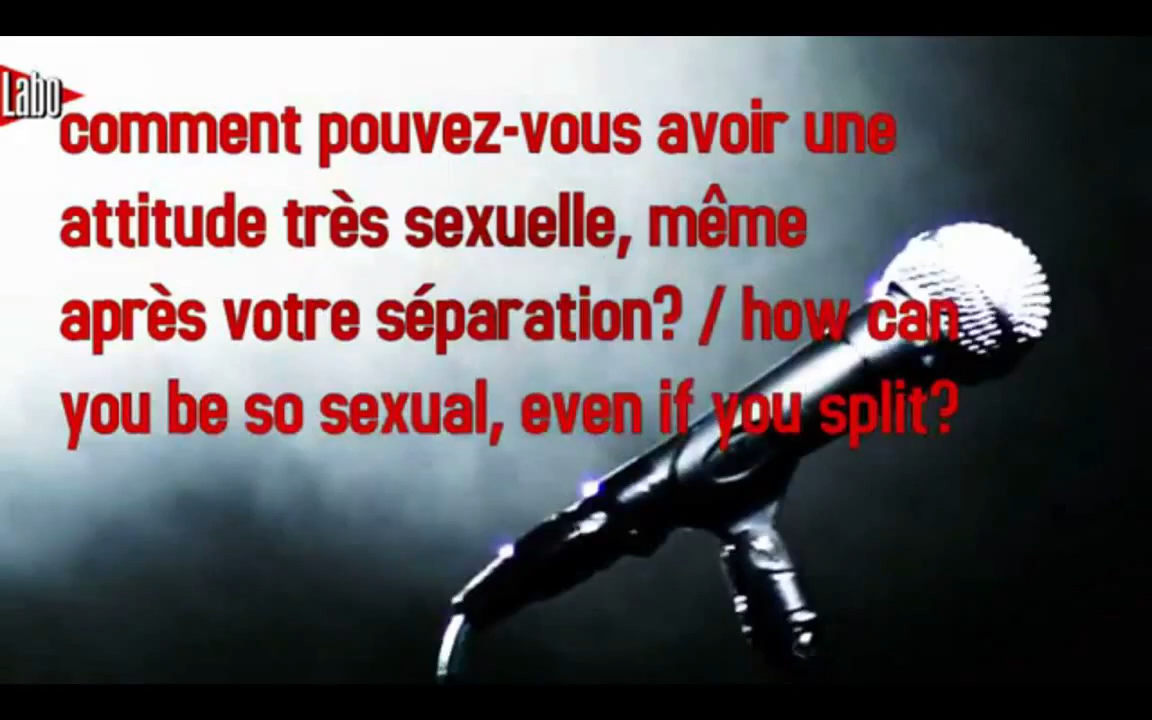 Labo
comment pouvez-vous avoir une
attitude très sexuelle, même
après votre séparation? / how can
you be so sexual, even if you split?